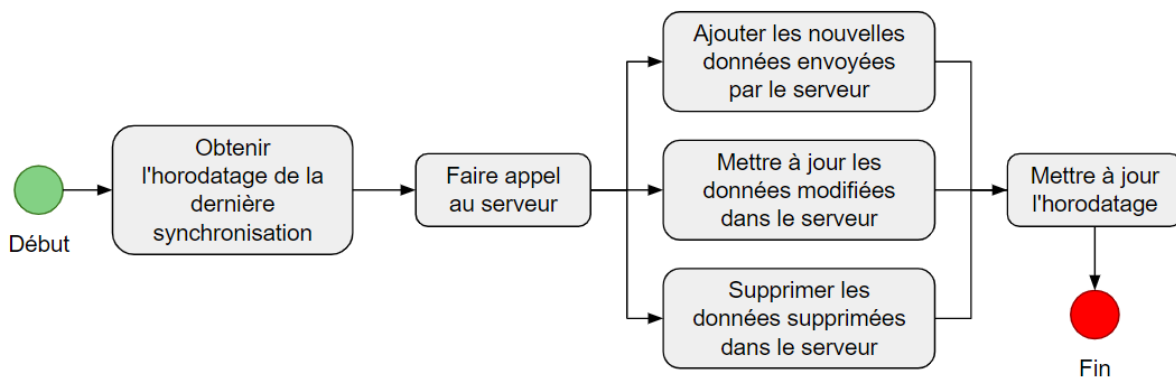 Début
Obtenir
l'horodatage de la
dernière
synchronisation
Faire appel
au serveur
Ajouter les nouvelles
données envoyées
par le serveur
Mettre à jour les
données modifiées
dans le serveur
Supprimer les
données supprimées
dans le serveur
Mettre à jour
l'horodatage
Fin